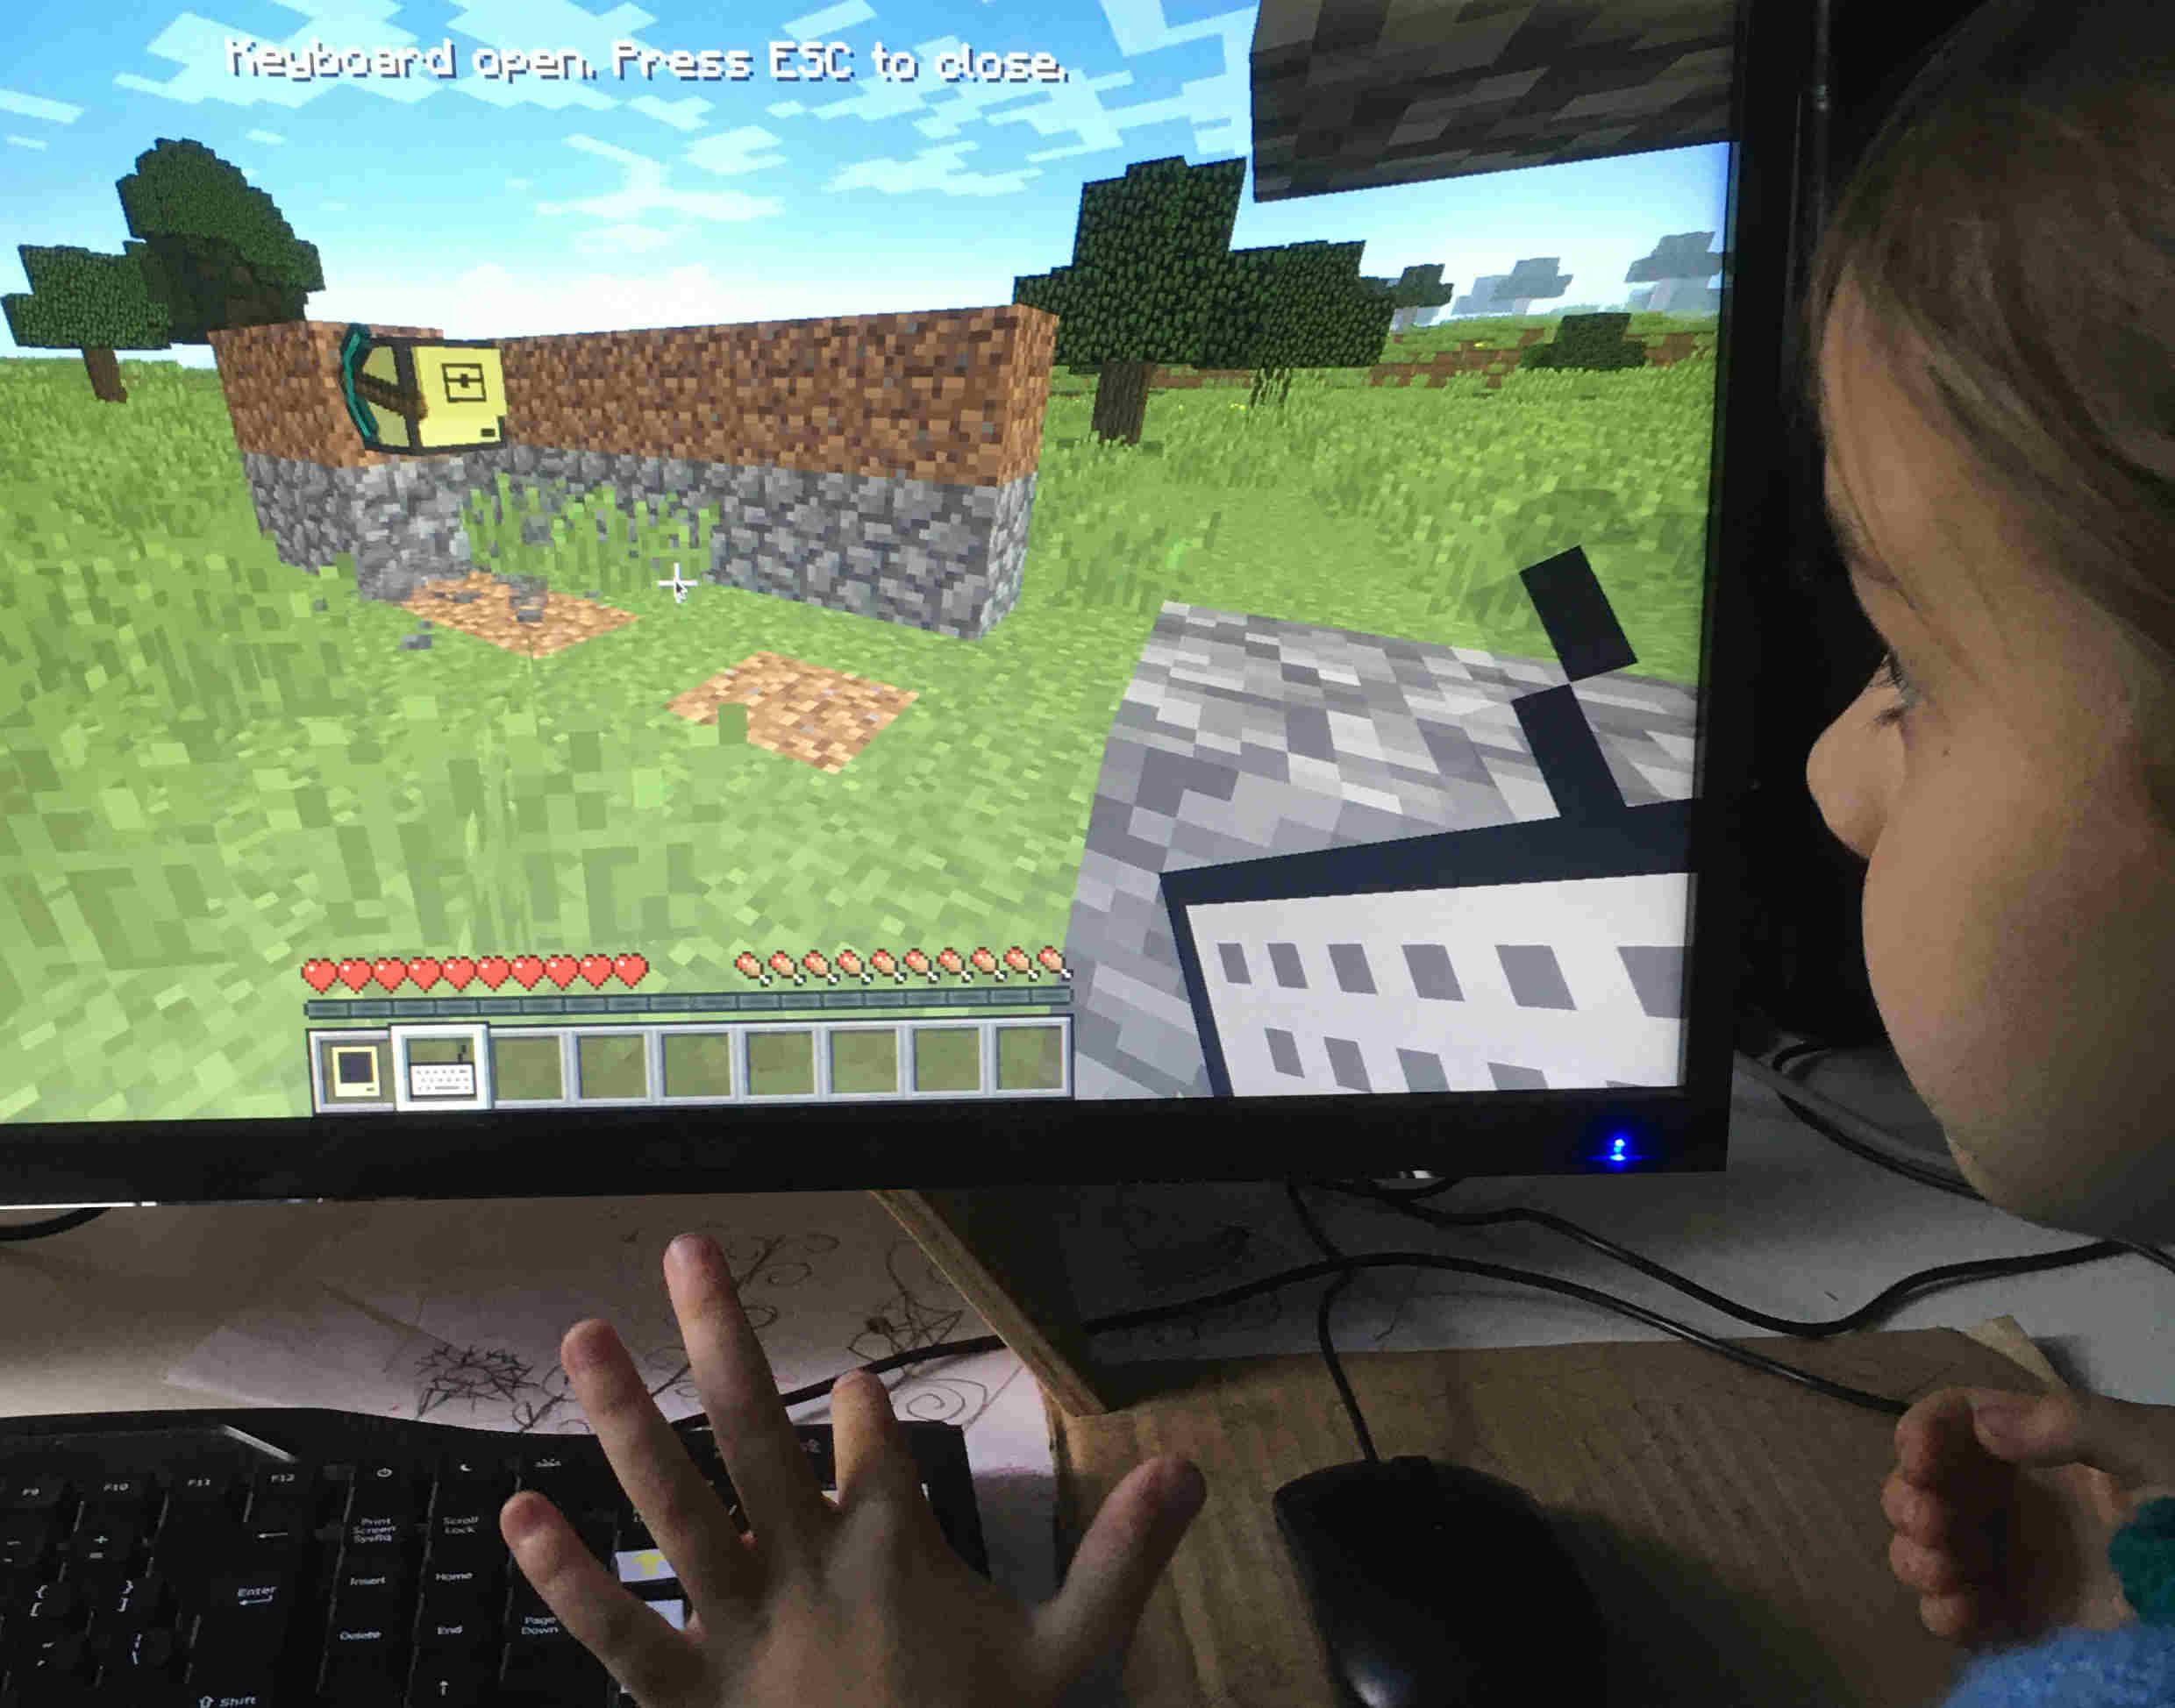 Keyboard open. Press ESC to close.
F9
F10
F11
F12
Print Screen SysRq
Scroll Lock
-
+ =
Enter
Insert
Home
{ [
} ]
Delete
End
Page Down
Shift